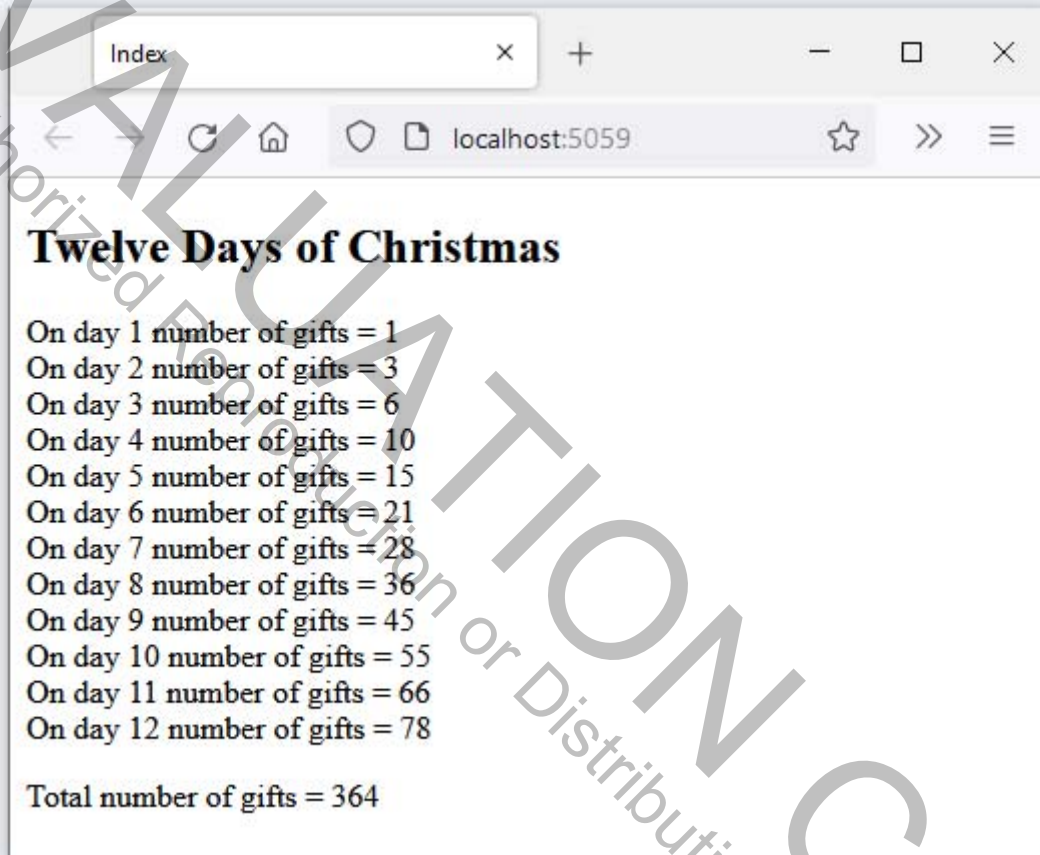 Index
localhost:5059
Twelve Days of Christmas
On day 1 number of gifts = 1
On day 2 number of gifts = 3
On day 3 number of gifts = 6
On day 4 number of gifts = 10
On day 5 number of gifts = 15
On day 6 number of gifts = 21
On day 7 number of gifts = 28
On day 8 number of gifts = 36
On day 9 number of gifts = 45
On day 10 number of gifts = 55
On day 11 number of gifts = 66
On day 12 number of gifts = 78
Total number of gifts = 364
Reproduction or